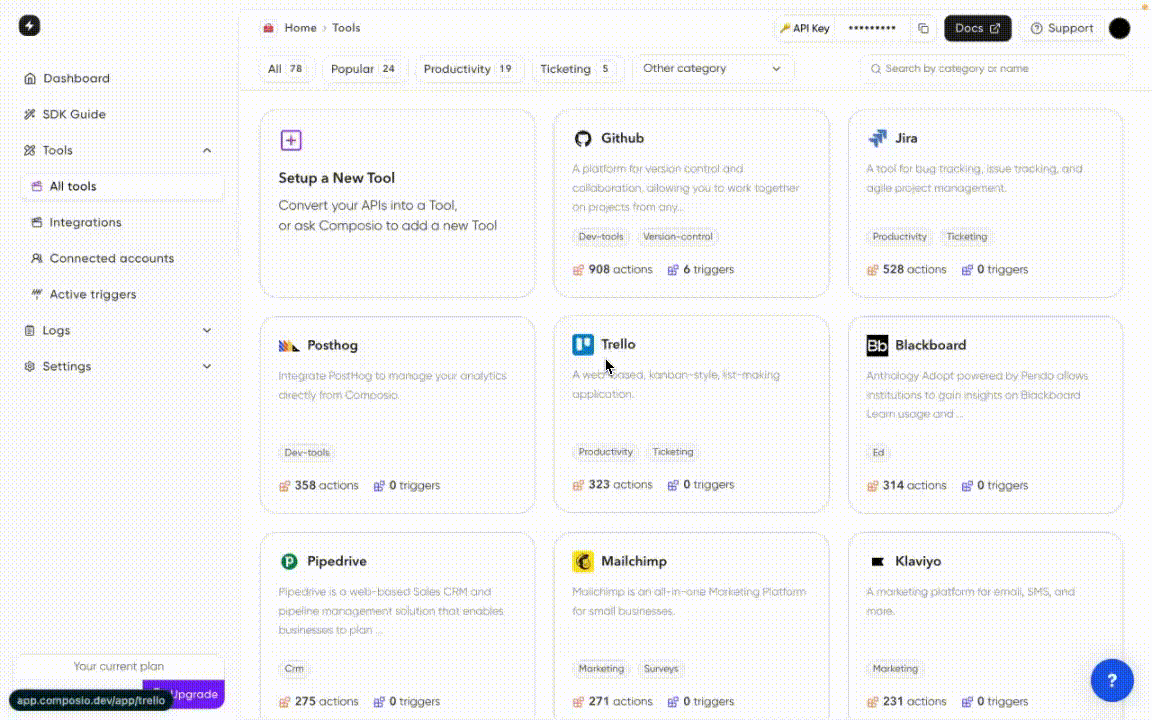 Home › Tools
API Key
•••••••••
Docs
Support
Dashboard
SDK Guide
Tools
All tools
Integrations
Connected accounts
Active triggers
Logs
Settings
Your current plan
Upgrade
app.composio.dev/app/trello
All 78
Popular 24
Productivity 19
Ticketing 5
Other category
Search by category or name
Setup a New Tool
Convert your APIs into a Tool,
or ask Composio to add a new Tool
Github
A platform for version control and
collaboration, allowing you to work together
on projects from any...
Dev-tools Version-control
908 actions 6 triggers
Jira
A tool for bug tracking, issue tracking, and
agile project management.
Productivity Ticketing
528 actions 0 triggers
Posthog
Integrate PostHog to manage your analytics
directly from Composio.
Dev-tools
358 actions 0 triggers
Trello
A web-based, kanban-style, list-making
application.
Productivity Ticketing
323 actions 0 triggers
Bb
Blackboard
Anthology Adopt powered by Pendo allows
institutions to gain insights on Blackboard
Learn usage and ...
Ed
314 actions 0 triggers
Pipedrive
Pipedrive is a web-based Sales CRM and
pipeline management solution that enables
businesses to plan ...
Crm
275 actions 0 triggers
Mailchimp
Mailchimp is an all-in-one Marketing Platform
for small businesses.
Marketing Surveys
271 actions 0 triggers
Klaviyo
A marketing platform for email, SMS, and
more.
Marketing
231 actions 0 triggers
?